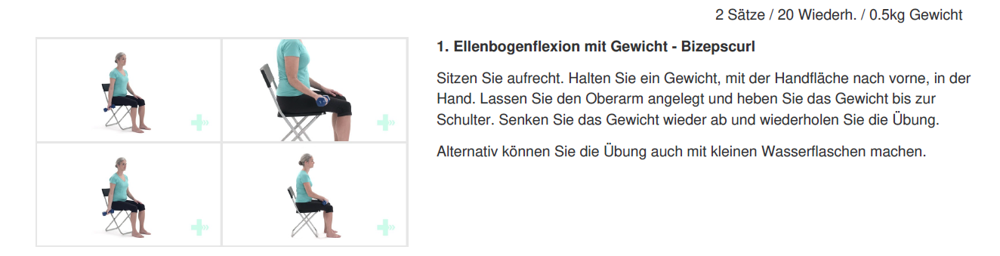 2 Sätze / 20 Wiederh. / 0.5kg Gewicht
1. Ellenbogenflexion mit Gewicht - Bizepscurl
Sitzen Sie aufrecht. Halten Sie ein Gewicht, mit der Handfläche nach vorne, in der
Hand. Lassen Sie den Oberarm angelegt und heben Sie das Gewicht bis zur
Schulter. Senken Sie das Gewicht wieder ab und wiederholen Sie die Übung.
Alternativ können Sie die Übung auch mit kleinen Wasserflaschen machen.